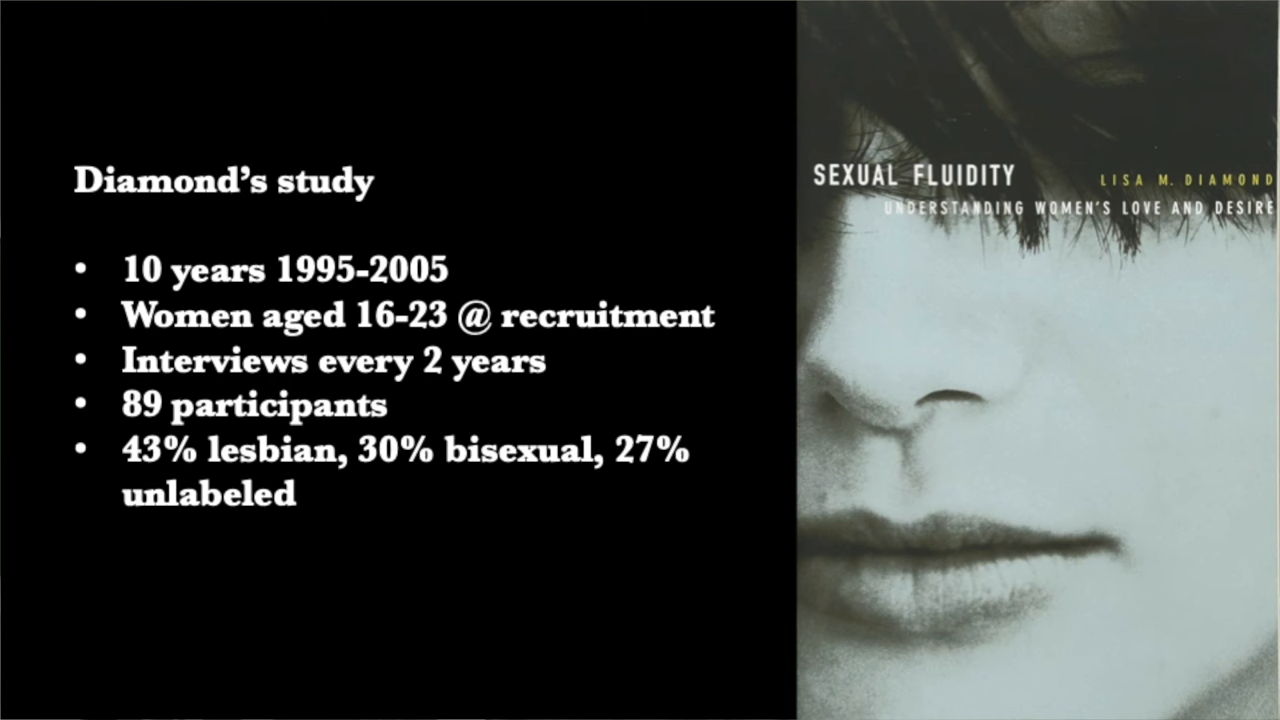 Diamond’s study
• 10 years 1995-2005
• Women aged 16-23 @ recruitment
• Interviews every 2 years
• 89 participants
• 43% lesbian, 30% bisexual, 27%
unlabeled
SEXUAL FLUIDITY LISA M. DIAMOND
UNDERSTANDING WOMEN'S LOVE AND DESIRE